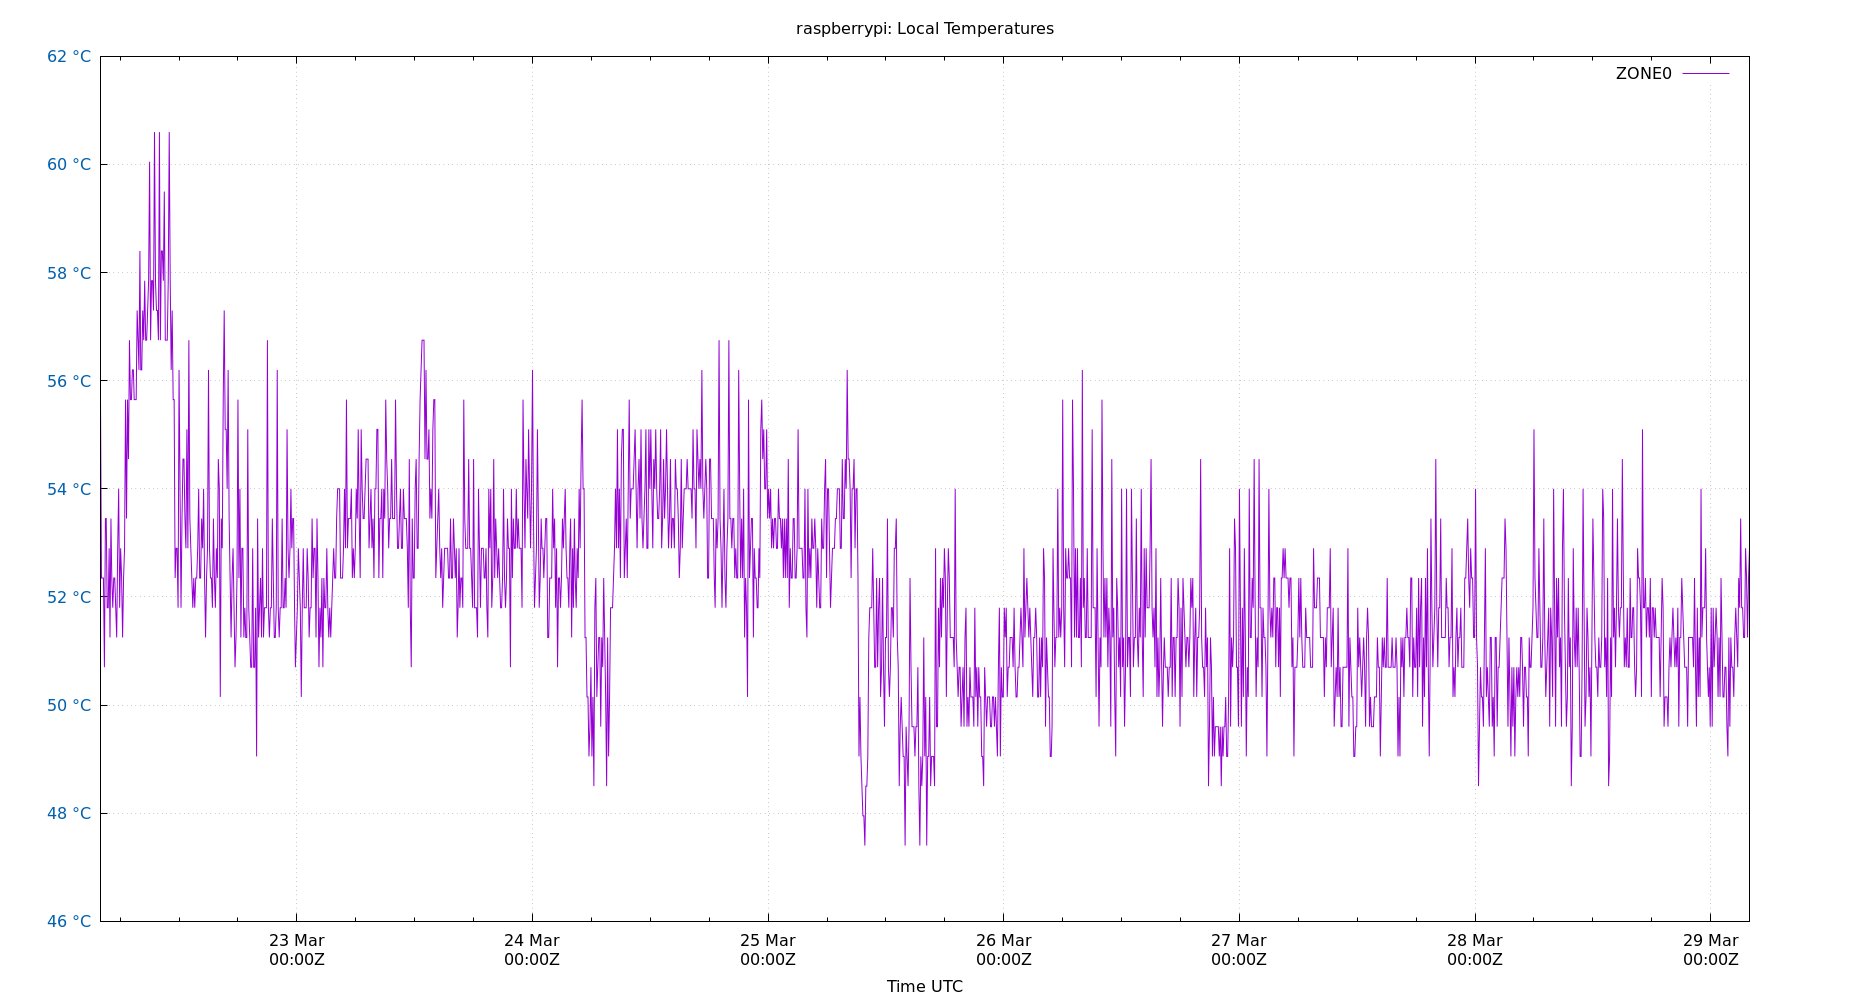 raspberrypi: Local Temperatures
62 °C
ZONE0
60 °C
58 °C
56 °C
54 °C
52 °C
50 °C
48 °C
46 °C
23 Mar 24 Mar 25 Mar 26 Mar 27 Mar 28 Mar 29 Mar
00:00Z 00:00Z 00:00Z 00:00Z 00:00Z 00:00Z 00:00Z
Time UTC